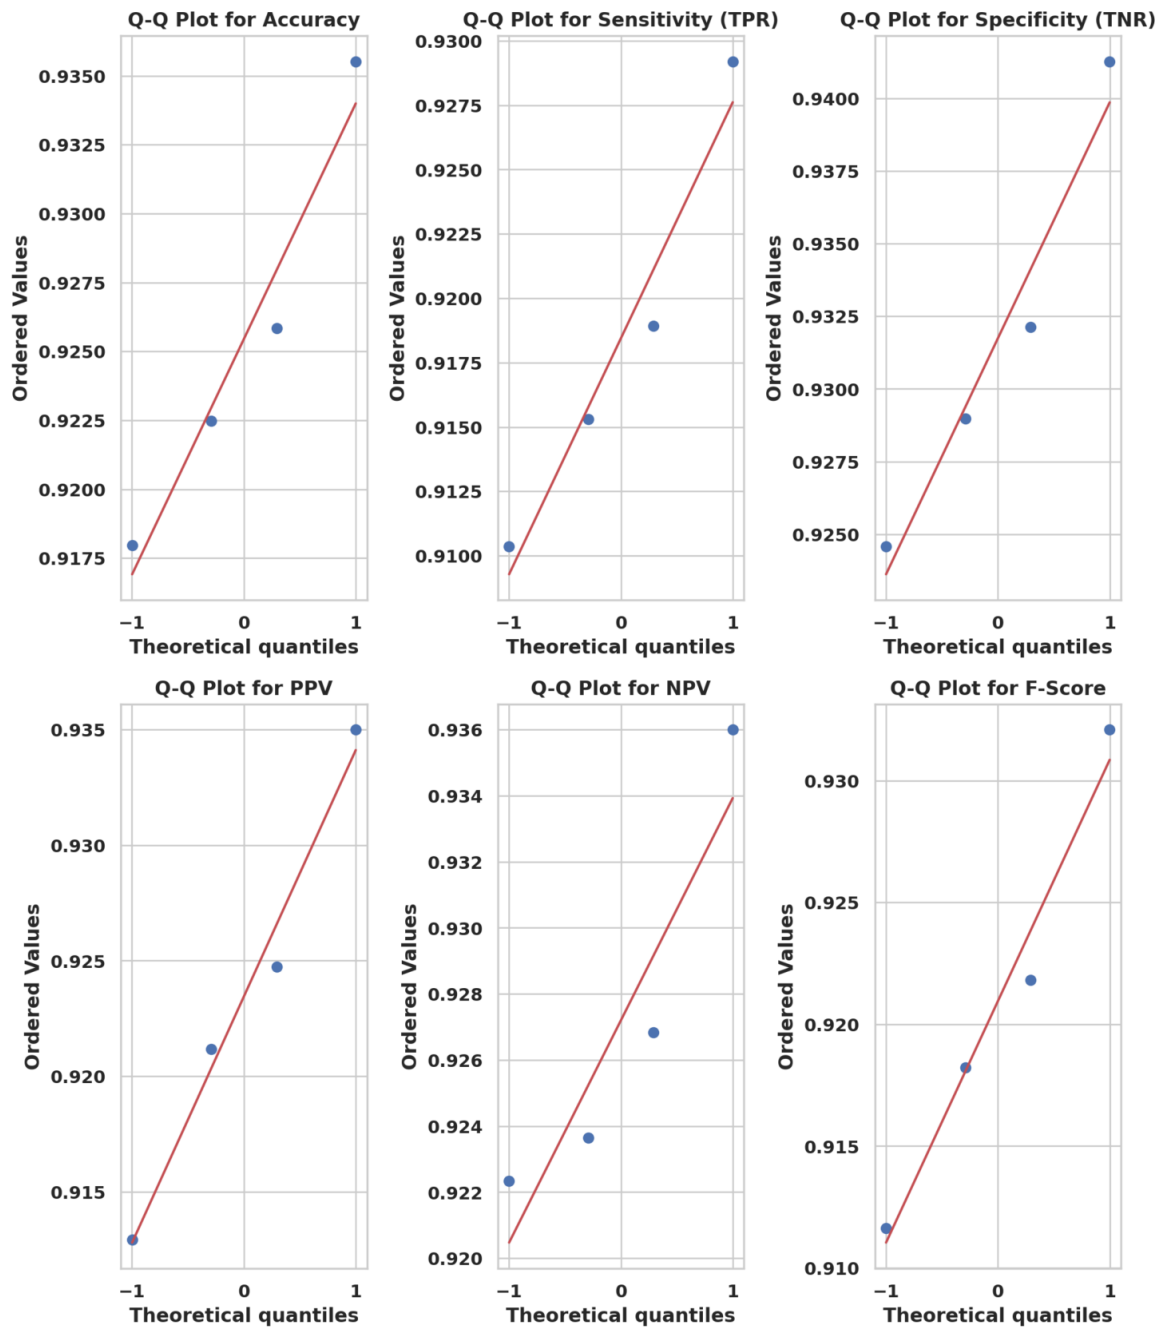 Q-Q Plot for Accuracy
0.9350
0.9325
0.9300
0.9275
0.9250
0.9225
0.9200
0.9175
Ordered Values
−1 0 1
Theoretical quantiles
Q-Q Plot for Sensitivity (TPR)
0.9300
0.9275
0.9250
0.9225
0.9200
0.9175
0.9150
0.9125
0.9100
Ordered Values
−1 0 1
Theoretical quantiles
Q-Q Plot for Specificity (TNR)
0.9400
0.9375
0.9350
0.9325
0.9300
0.9275
0.9250
Ordered Values
−1 0 1
Theoretical quantiles
Q-Q Plot for PPV
0.935
0.930
0.925
0.920
0.915
Ordered Values
−1 0 1
Theoretical quantiles
Q-Q Plot for NPV
0.936
0.934
0.932
0.930
0.928
0.926
0.924
0.922
0.920
Ordered Values
−1 0 1
Theoretical quantiles
Q-Q Plot for F-Score
0.930
0.925
0.920
0.915
0.910
Ordered Values
−1 0 1
Theoretical quantiles